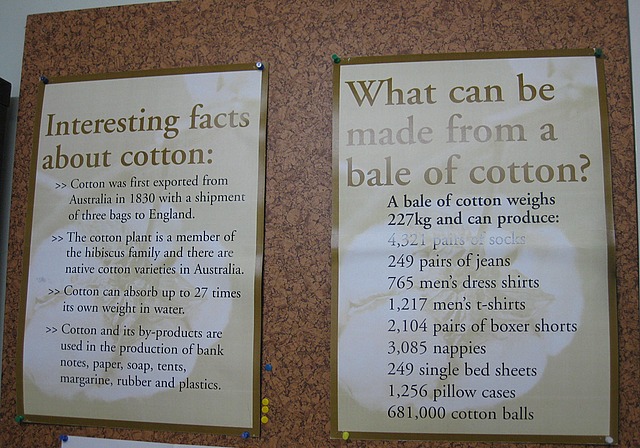 Interesting facts
about cotton:
>> Cotton was first exported from
Australia in 1830 with a shipment
of three bags to England.
>> The cotton plant is a member of
the hibiscus family and there are
native cotton varieties in Australia.
>> Cotton can absorb up to 27 times
its own weight in water.
>> Cotton and its by-products are
used in the production of bank
notes, paper, soap, tents,
margarine, rubber and plastics.
What can be
made from a
bale of cotton?
A bale of cotton weighs
227kg and can produce:
4,321 pairs of socks
249 pairs of jeans
765 men's dress shirts
1,217 men's t-shirts
2,104 pairs of boxer shorts
3,085 nappies
249 single bed sheets
1,256 pillow cases
681,000 cotton balls